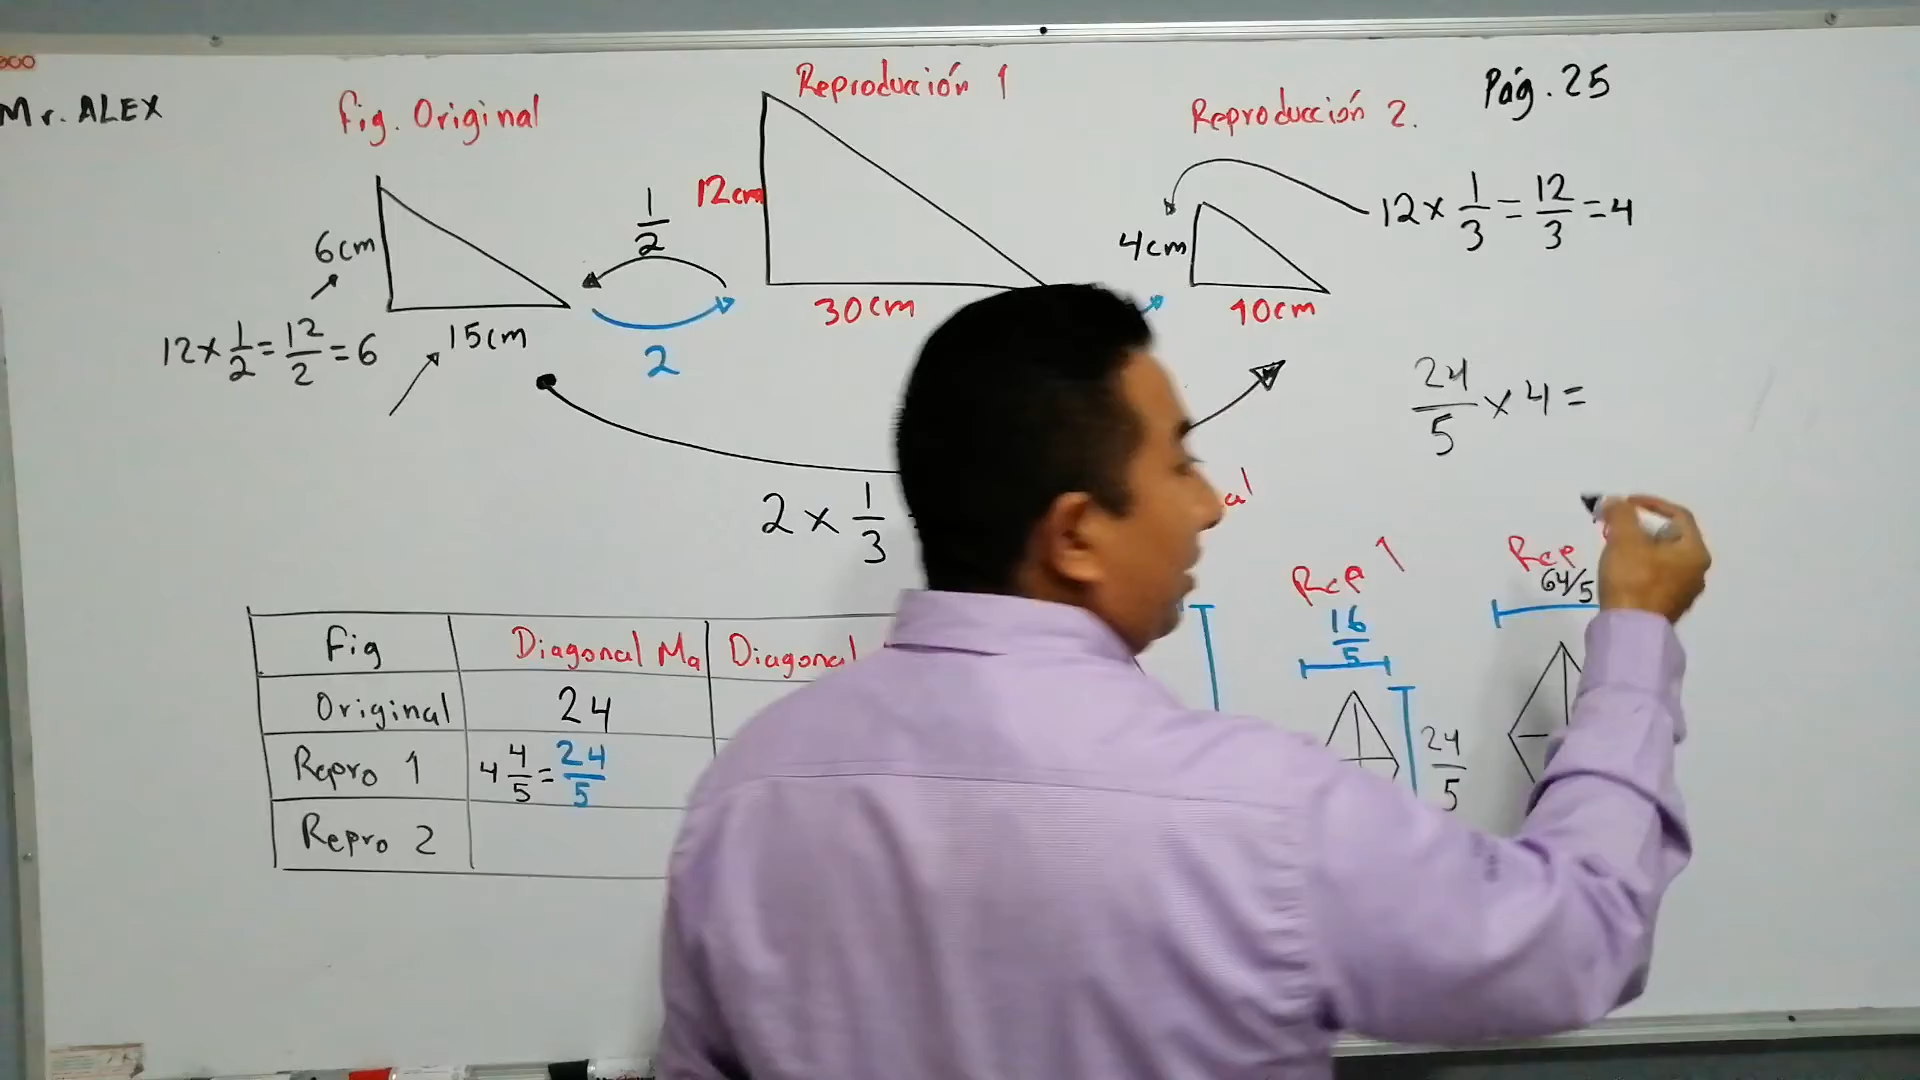 Mr. ALEX
Fig. Original
Reproducción 1
Reproducción 2.
Pág. 25
6cm
15cm
12 x 1/2 = 12/2 = 6
1/2
2
12cm
30cm
4cm
10cm
12 x 1/3 = 12/3 = 4
24/5 x 4 =
2 x 1/3
Fig
Diagonal Ma
Diagonal
Original
24
Repro 1
4 4/5 = 24/5
Repro 2
Rep 1
16/5
24/5
Rep
64/5